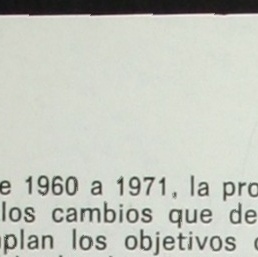 e 1960 a 1971, la pro
los cambios que de
plan los objetivos